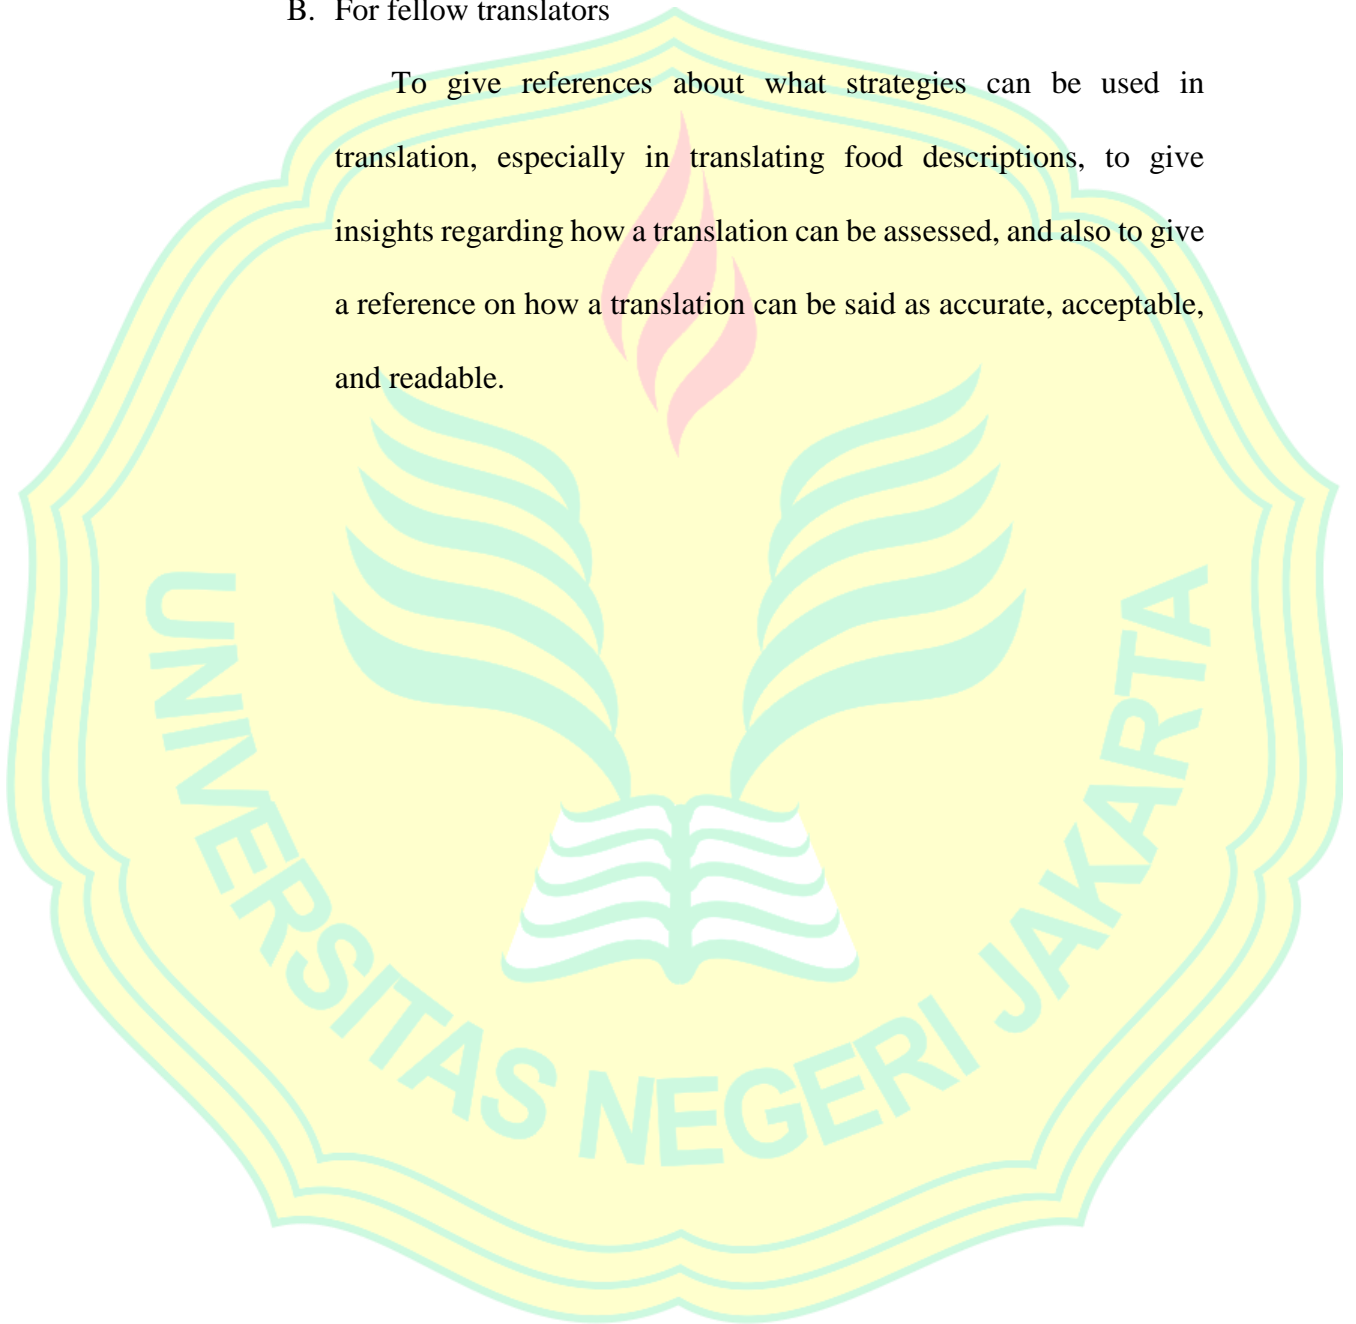 B. For fellow translators
To give references about what strategies can be used in
translation, especially in translating food descriptions, to give
insights regarding how a translation can be assessed, and also to give
a reference on how a translation can be said as accurate, acceptable,
and readable.
UNIVERSITAS NEGERI JAKARTA